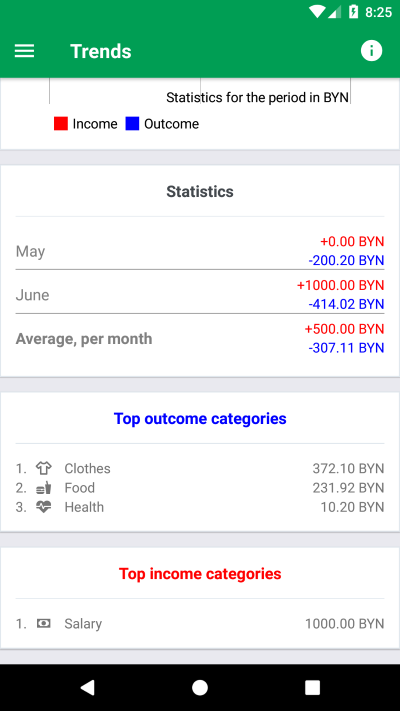 8:25
Trends
Statistics for the period in BYN
Income Outcome
Statistics
May +0.00 BYN
-200.20 BYN
June +1000.00 BYN
-414.02 BYN
Average, per month +500.00 BYN
-307.11 BYN
Top outcome categories
1. Clothes 372.10 BYN
2. Food 231.92 BYN
3. Health 10.20 BYN
Top income categories
1. Salary 1000.00 BYN